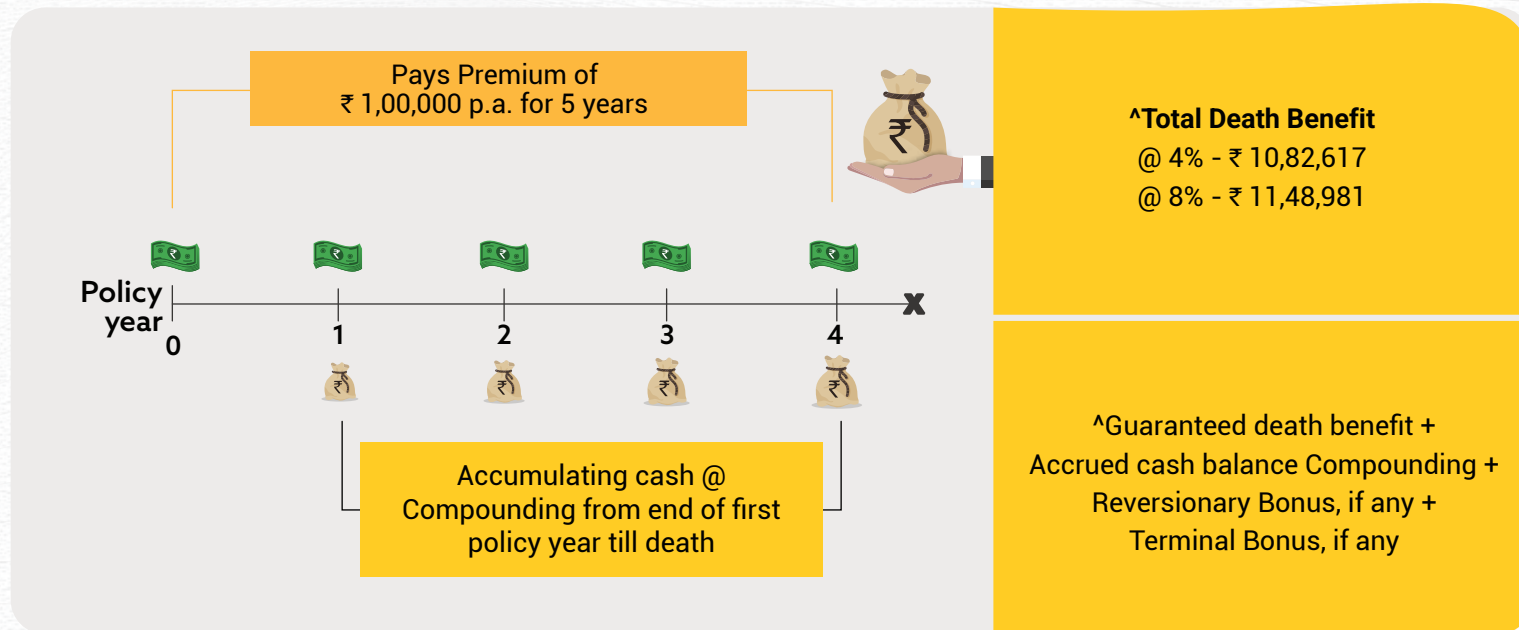 Pays Premium of
₹ 1,00,000 p.a. for 5 years
₹
^Total Death Benefit
@ 4% - ₹ 10,82,617
@ 8% - ₹ 11,48,981
₹
₹
₹
₹
₹
Policy
year
0
1
2
3
4
X
₹
₹
₹
₹
Accumulating cash @
Compounding from end of first
policy year till death
^Guaranteed death benefit +
Accrued cash balance Compounding +
Reversionary Bonus, if any +
Terminal Bonus, if any